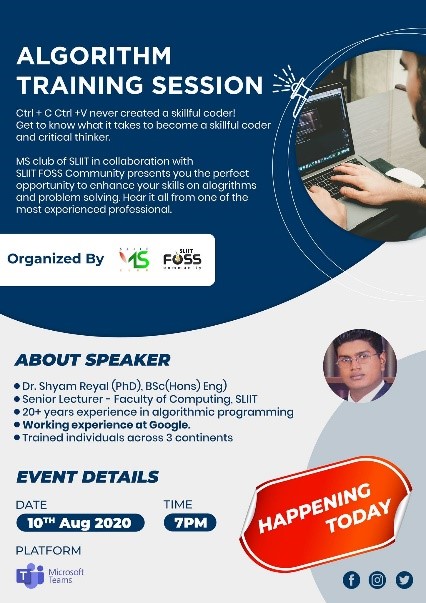 ALGORITHM
TRAINING SESSION
Ctrl + C Ctrl +V never created a skillful coder!
Get to know what it takes to become a skillful coder
and critical thinker.
MS club of SLIIT in collaboration with
SLIIT FOSS Community presents you the perfect
opportunity to enhance your skills on alogrithms
and problem solving. Hear it all from one of the
most experienced professional.
Organized By
MS
SLIIT
FOSS
community
ABOUT SPEAKER
Dr. Shyam Reyal (PhD), BSc(Hons) Eng)
Senior Lecturer - Faculty of Computing, SLIIT
20+ years experience in algorithmic programming
Working experience at Google.
Trained individuals across 3 continents
EVENT DETAILS
DATE
TIME
10TH Aug 2020
7PM
HAPPENING
TODAY
PLATFORM
Microsoft
Teams